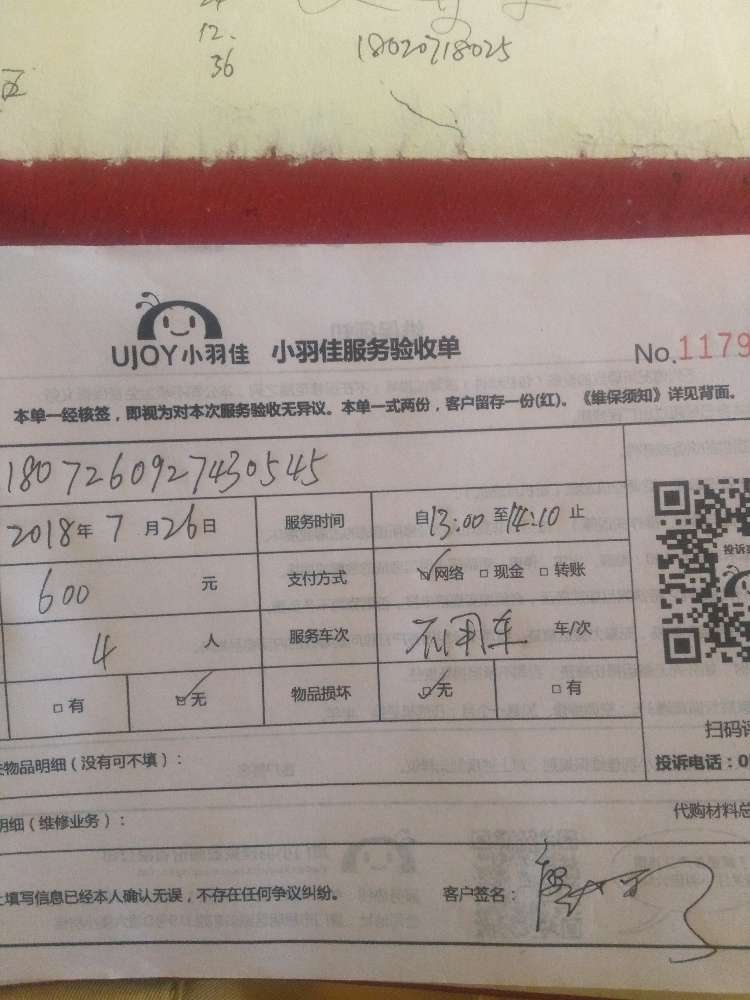 12.
36
18020718025
UJOY小羽佳 小羽佳服务验收单
No.1179
本单一经核签，即视为对本次服务验收无异议。本单一式两份，客户留存一份(红)。《维保须知》详见背面。
1807260927430545
2018年 7 月26日 服务时间 自13:00至14:10止
600 元 支付方式 网络 现金 转账
4 人 服务车次 不用车 车/次
有 无 物品损坏 无 有
物品明细（没有可不填）：
扫码
投诉电话：0
明细（维修业务）：
代购材料总
填写信息已经本人确认无误，不存在任何争议纠纷。 客户签名：